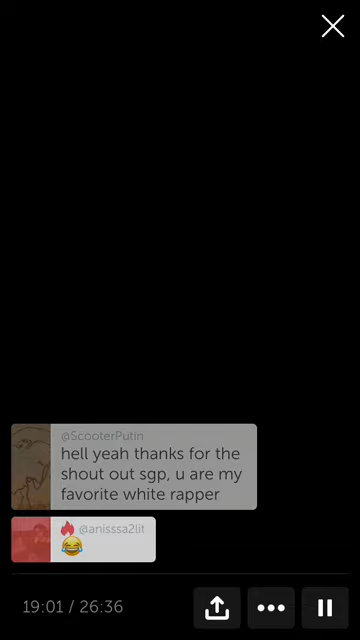 @ScooterPutin
hell yeah thanks for the
shout out sgp, u are my
favorite white rapper
🔥 @anisssa2lit
😂
19:01 / 26:36